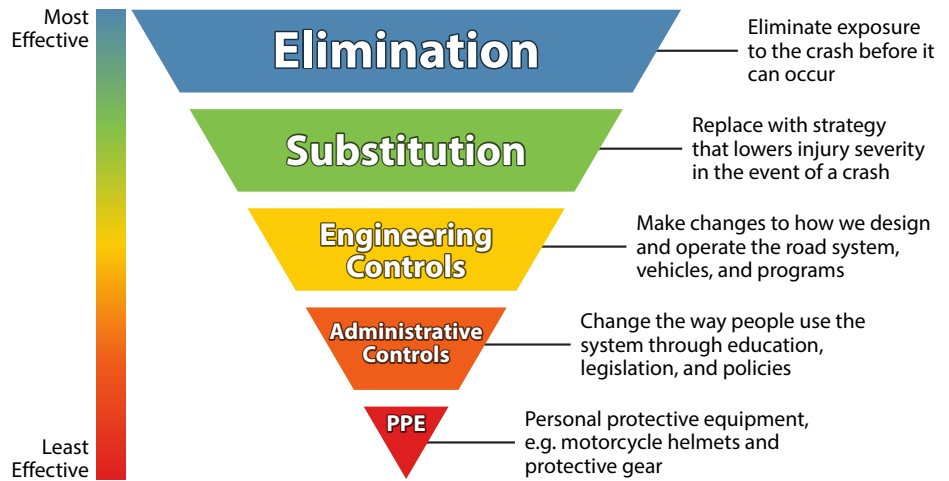 Most
Effective
Elimination
Eliminate exposure
to the crash before it
can occur
Substitution
Replace with strategy
that lowers injury severity
in the event of a crash
Engineering
Controls
Make changes to how we design
and operate the road system,
vehicles, and programs
Administrative
Controls
Change the way people use the
system through education,
legislation, and policies
PPE
Personal protective equipment,
e.g. motorcycle helmets and
protective gear
Least
Effective